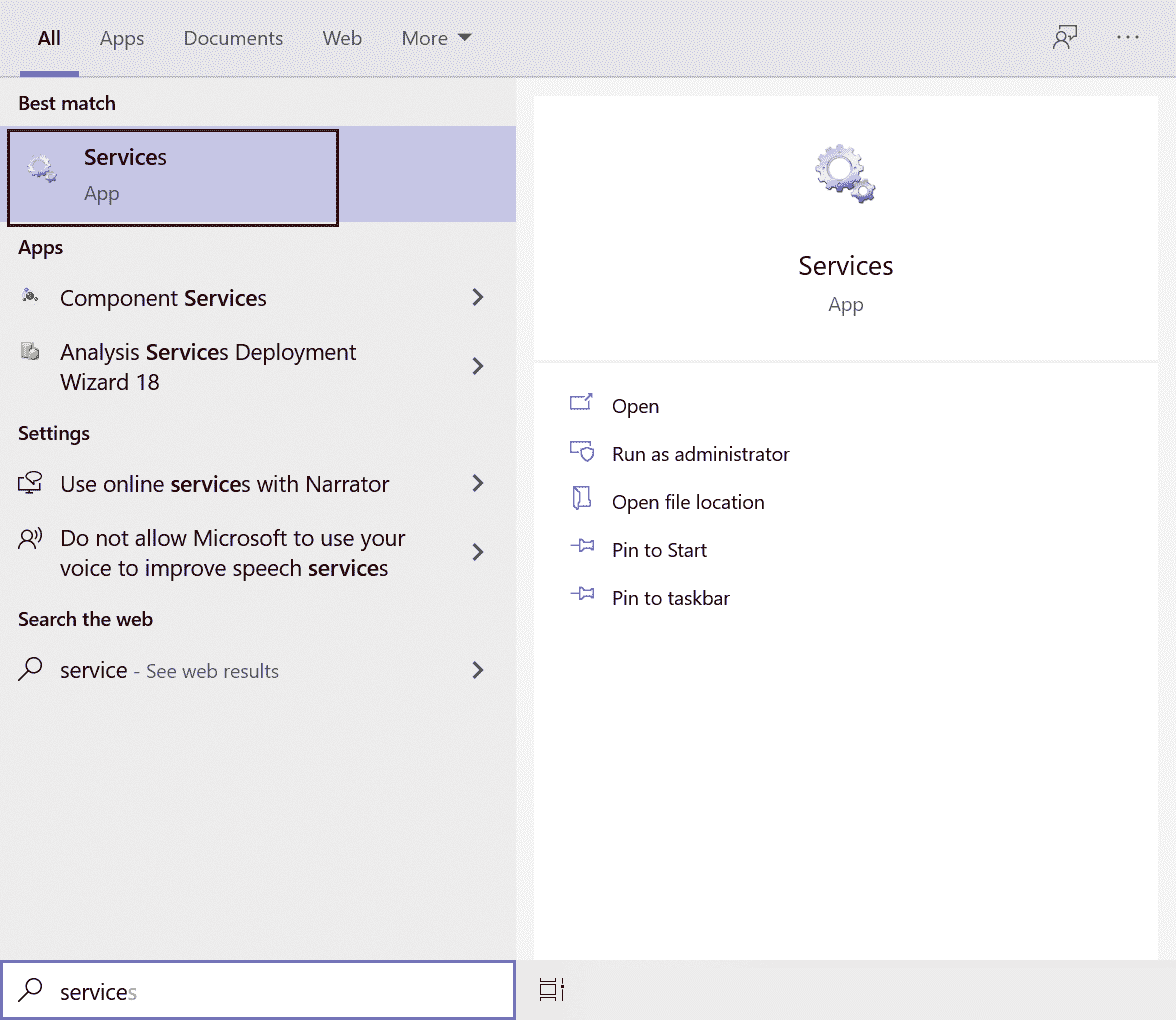 All Apps Documents Web More
Best match
Services
App
Apps
Component Services
Analysis Services Deployment
Wizard 18
Settings
Use online services with Narrator
Do not allow Microsoft to use your
voice to improve speech services
Search the web
service - See web results
services
Services
App
Open
Run as administrator
Open file location
Pin to Start
Pin to taskbar